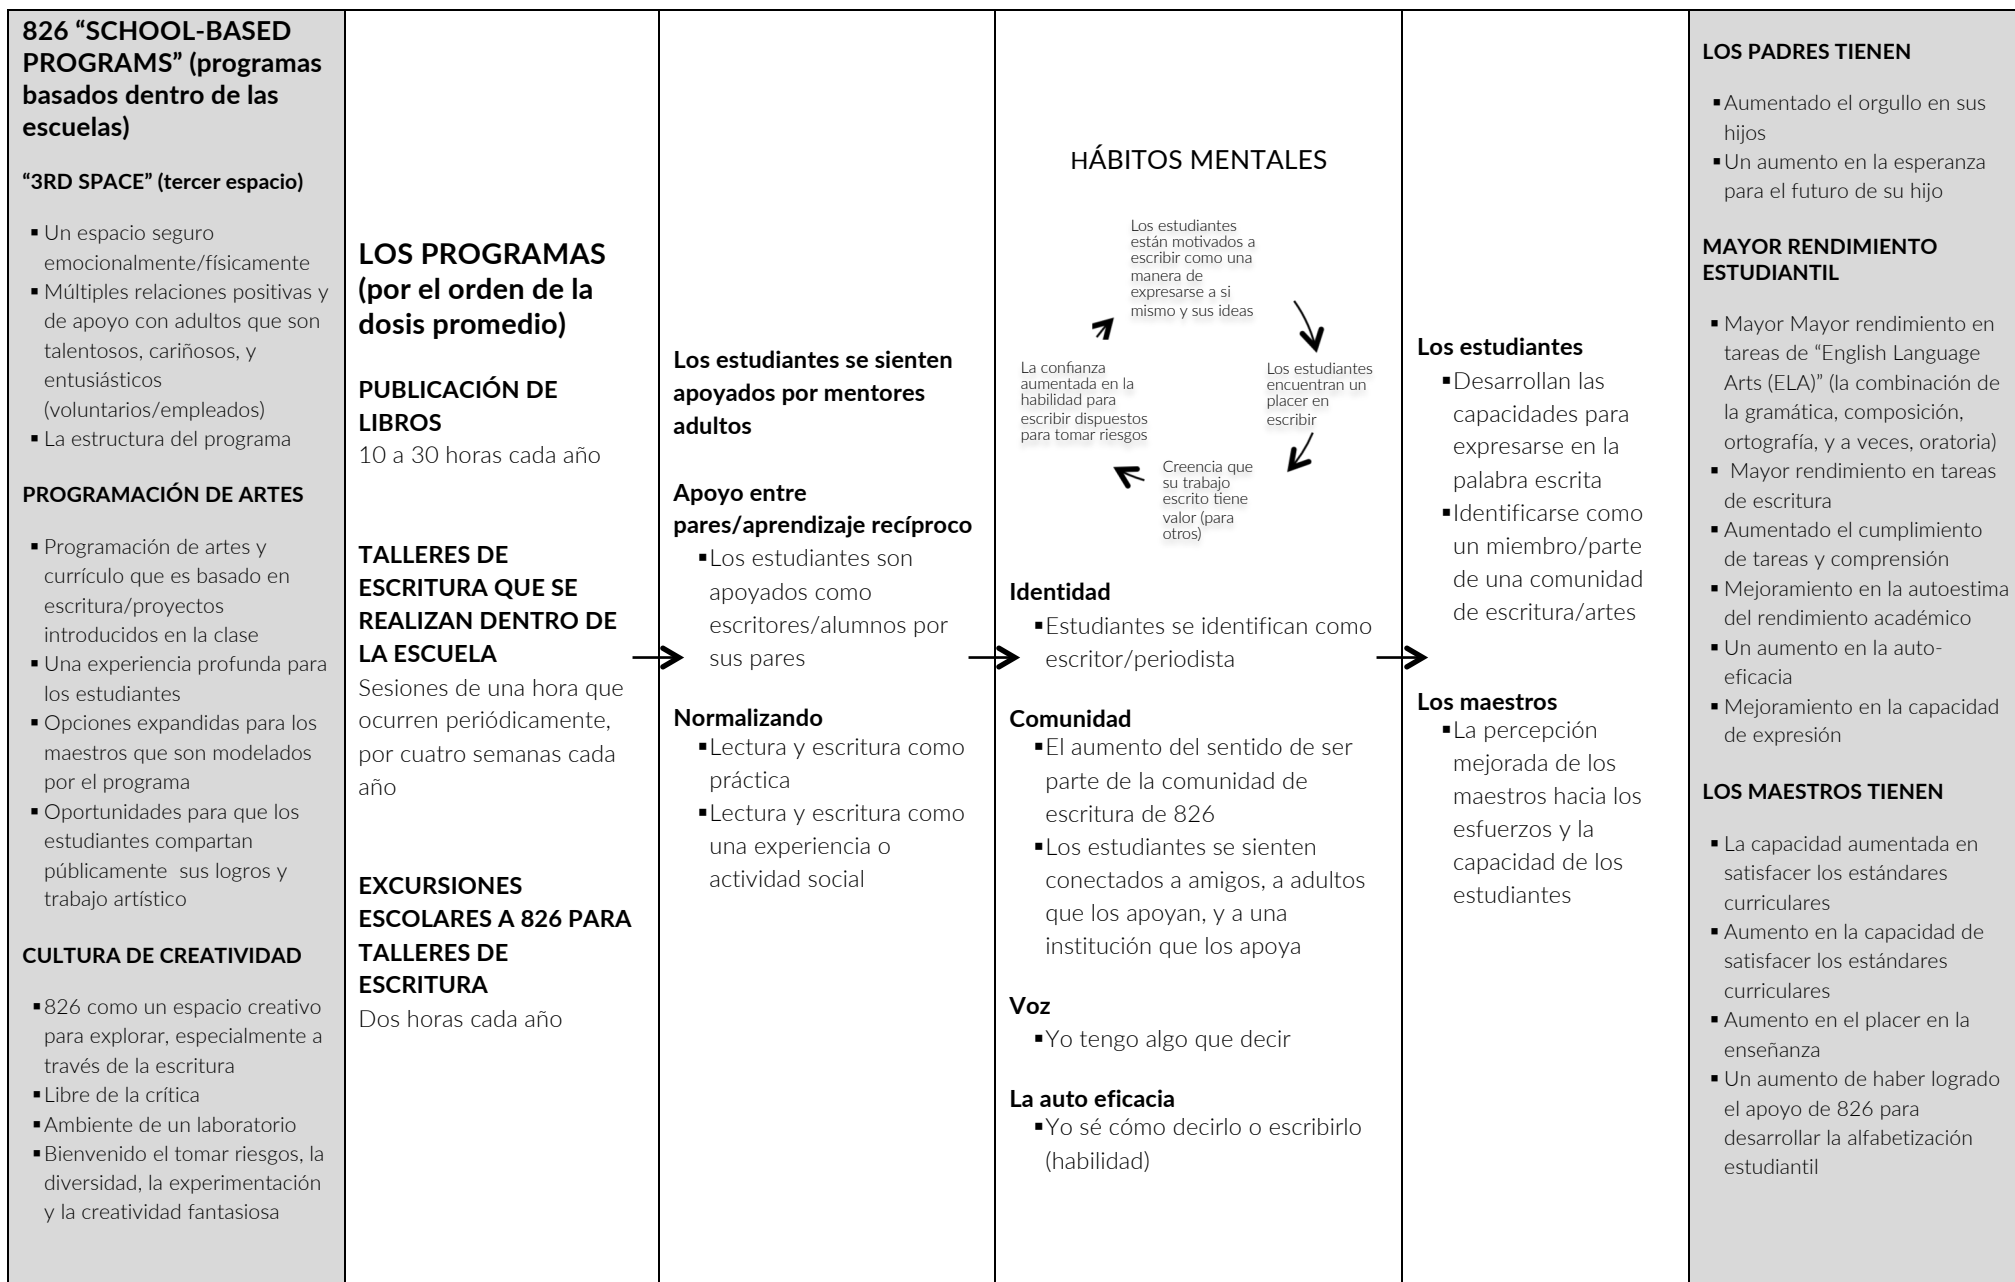 826 “SCHOOL-BASED
PROGRAMS” (programas
basados dentro de las
escuelas)
“3RD SPACE” (tercer espacio)
▪ Un espacio seguro
emocionalmente/físicamente
▪ Múltiples relaciones positivas y
de apoyo con adultos que son
talentosos, cariñosos, y
entusiásticos
(voluntarios/empleados)
▪ La estructura del programa
PROGRAMACIÓN DE ARTES
▪ Programación de artes y
currículo que es basado en
escritura/proyectos
introducidos en la clase
▪ Una experiencia profunda para
los estudiantes
▪ Opciones expandidas para los
maestros que son modelados
por el programa
▪ Oportunidades para que los
estudiantes compartan
públicamente sus logros y
trabajo artístico
CULTURA DE CREATIVIDAD
▪ 826 como un espacio creativo
para explorar, especialmente a
través de la escritura
▪ Libre de la crítica
▪ Ambiente de un laboratorio
▪ Bienvenido el tomar riesgos, la
diversidad, la experimentación
y la creatividad fantasiosa
LOS PROGRAMAS
(por el orden de la
dosis promedio)
PUBLICACIÓN DE
LIBROS
10 a 30 horas cada año
TALLERES DE
ESCRITURA QUE SE
REALIZAN DENTRO DE
LA ESCUELA
Sesiones de una hora que
ocurren periódicamente,
por cuatro semanas cada
año
EXCURSIONES
ESCOLARES A 826 PARA
TALLERES DE
ESCRITURA
Dos horas cada año
Los estudiantes se sienten
apoyados por mentores
adultos
Apoyo entre
pares/aprendizaje recíproco
▪ Los estudiantes son
apoyados como
escritores/alumnos por
sus pares
Normalizando
▪ Lectura y escritura como
práctica
▪ Lectura y escritura como
una experiencia o
actividad social
HÁBITOS MENTALES
Los estudiantes
están motivados a
escribir como una
manera de
expresarse a si
mismo y sus ideas
Los estudiantes
encuentran un
placer en
escribir
Creencia que
su trabajo
escrito tiene
valor (para
otros)
La confianza
aumentada en la
habilidad para
escribir dispuestos
para tomar riesgos
Identidad
▪ Estudiantes se identifican como
escritor/periodista
Comunidad
▪ El aumento del sentido de ser
parte de la comunidad de
escritura de 826
▪ Los estudiantes se sienten
conectados a amigos, a adultos
que los apoyan, y a una
institución que los apoya
Voz
▪ Yo tengo algo que decir
La auto eficacia
▪ Yo sé cómo decirlo o escribirlo
(habilidad)
Los estudiantes
▪ Desarrollan las
capacidades para
expresarse en la
palabra escrita
▪ Identificarse como
un miembro/parte
de una comunidad
de escritura/artes
Los maestros
▪ La percepción
mejorada de los
maestros hacia los
esfuerzos y la
capacidad de los
estudiantes
LOS PADRES TIENEN
▪ Aumentado el orgullo en sus
hijos
▪ Un aumento en la esperanza
para el futuro de su hijo
MAYOR RENDIMIENTO
ESTUDIANTIL
▪ Mayor Mayor rendimiento en
tareas de “English Language
Arts (ELA)” (la combinación de
la gramática, composición,
ortografía, y a veces, oratoria)
▪ Mayor rendimiento en tareas
de escritura
▪ Aumentado el cumplimiento
de tareas y comprensión
▪ Mejoramiento en la autoestima
del rendimiento académico
▪ Un aumento en la auto-
eficacia
▪ Mejoramiento en la capacidad
de expresión
LOS MAESTROS TIENEN
▪ La capacidad aumentada en
satisfacer los estándares
curriculares
▪ Aumento en la capacidad de
satisfacer los estándares
curriculares
▪ Aumento en el placer en la
enseñanza
▪ Un aumento de haber logrado
el apoyo de 826 para
desarrollar la alfabetización
estudiantil